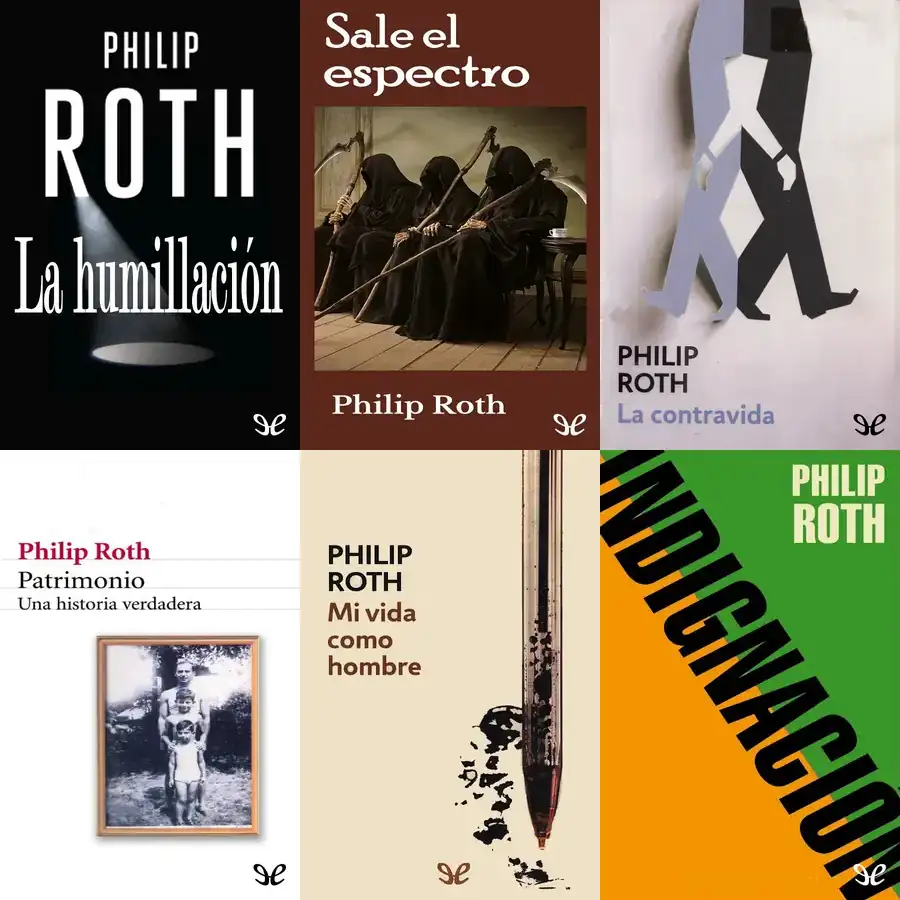 PHILIP
ROTH
La humillación
Sale el
espectro
Philip Roth
PHILIP
ROTH
La contravida
Philip Roth
Patrimonio
Una historia verdadera
PHILIP
ROTH
Mi vida
como
hombre
PHILIP
ROTH
INDIGNACIÓN